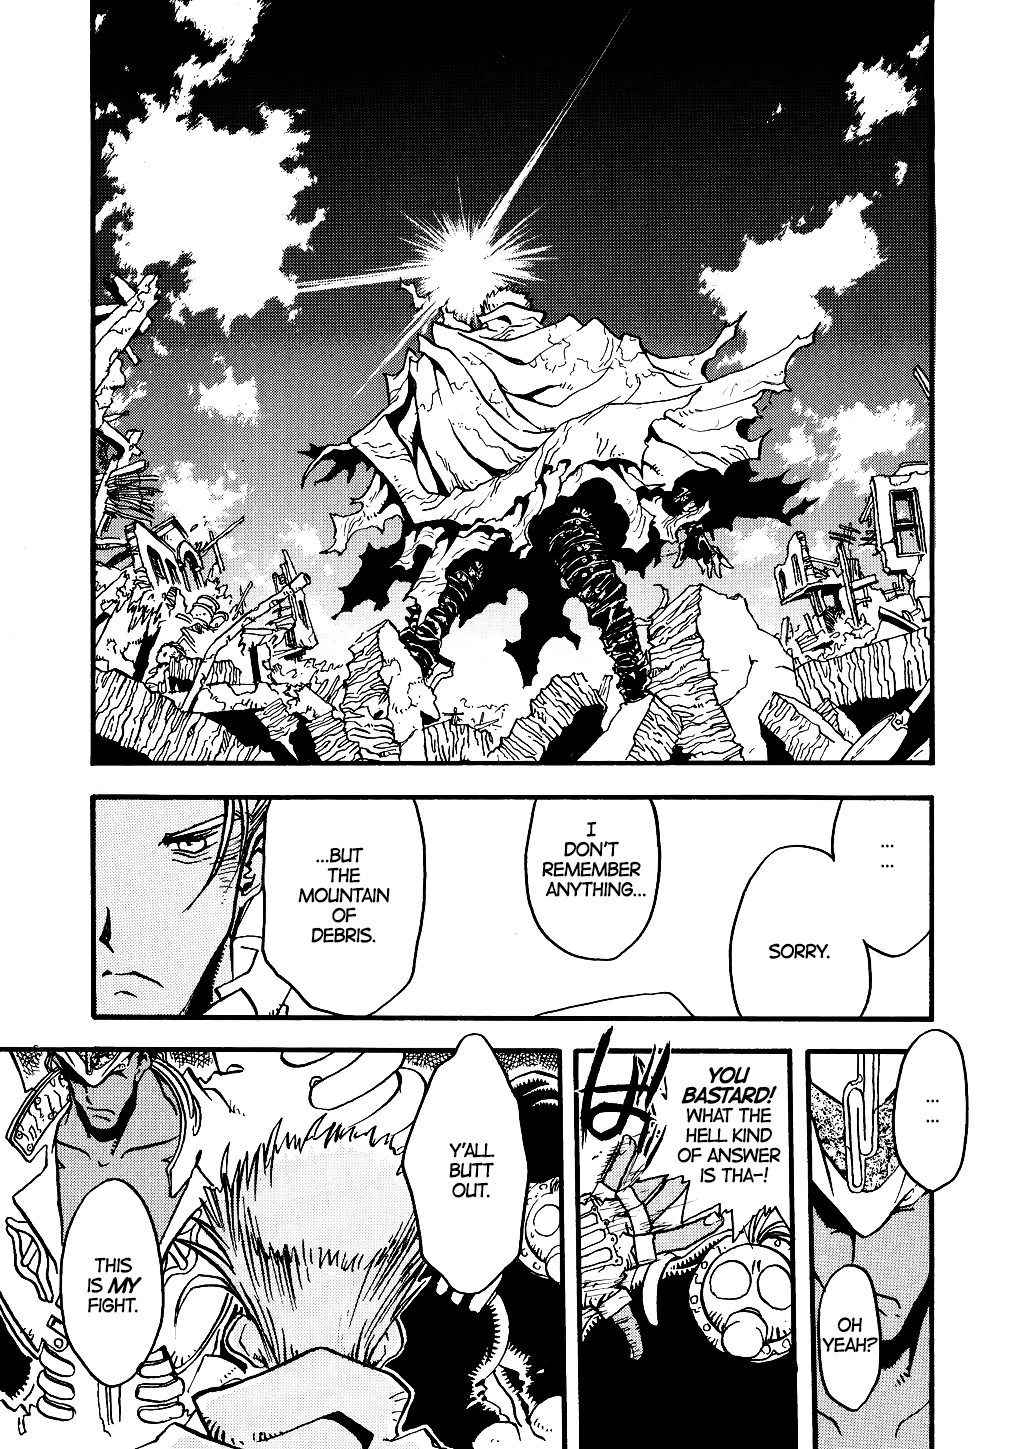 ...
...
SORRY.
I
DON'T
REMEMBER
ANYTHING...
...BUT
THE
MOUNTAIN
OF
DEBRIS.
...
...
OH
YEAH?
YOU
BASTARD!
WHAT THE
HELL KIND
OF ANSWER
IS THA-!
ば
Y'ALL
BUTT
OUT.
THIS
IS MY
FIGHT.